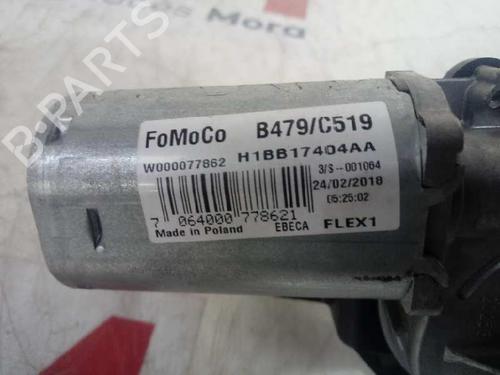 Mora
FoMoCo B479/C519
W000077862 H1BB17404AA
3/S--001064
24/02/2018
05:25:02
7 064000 778621
Made in Poland EBECA FLEX1